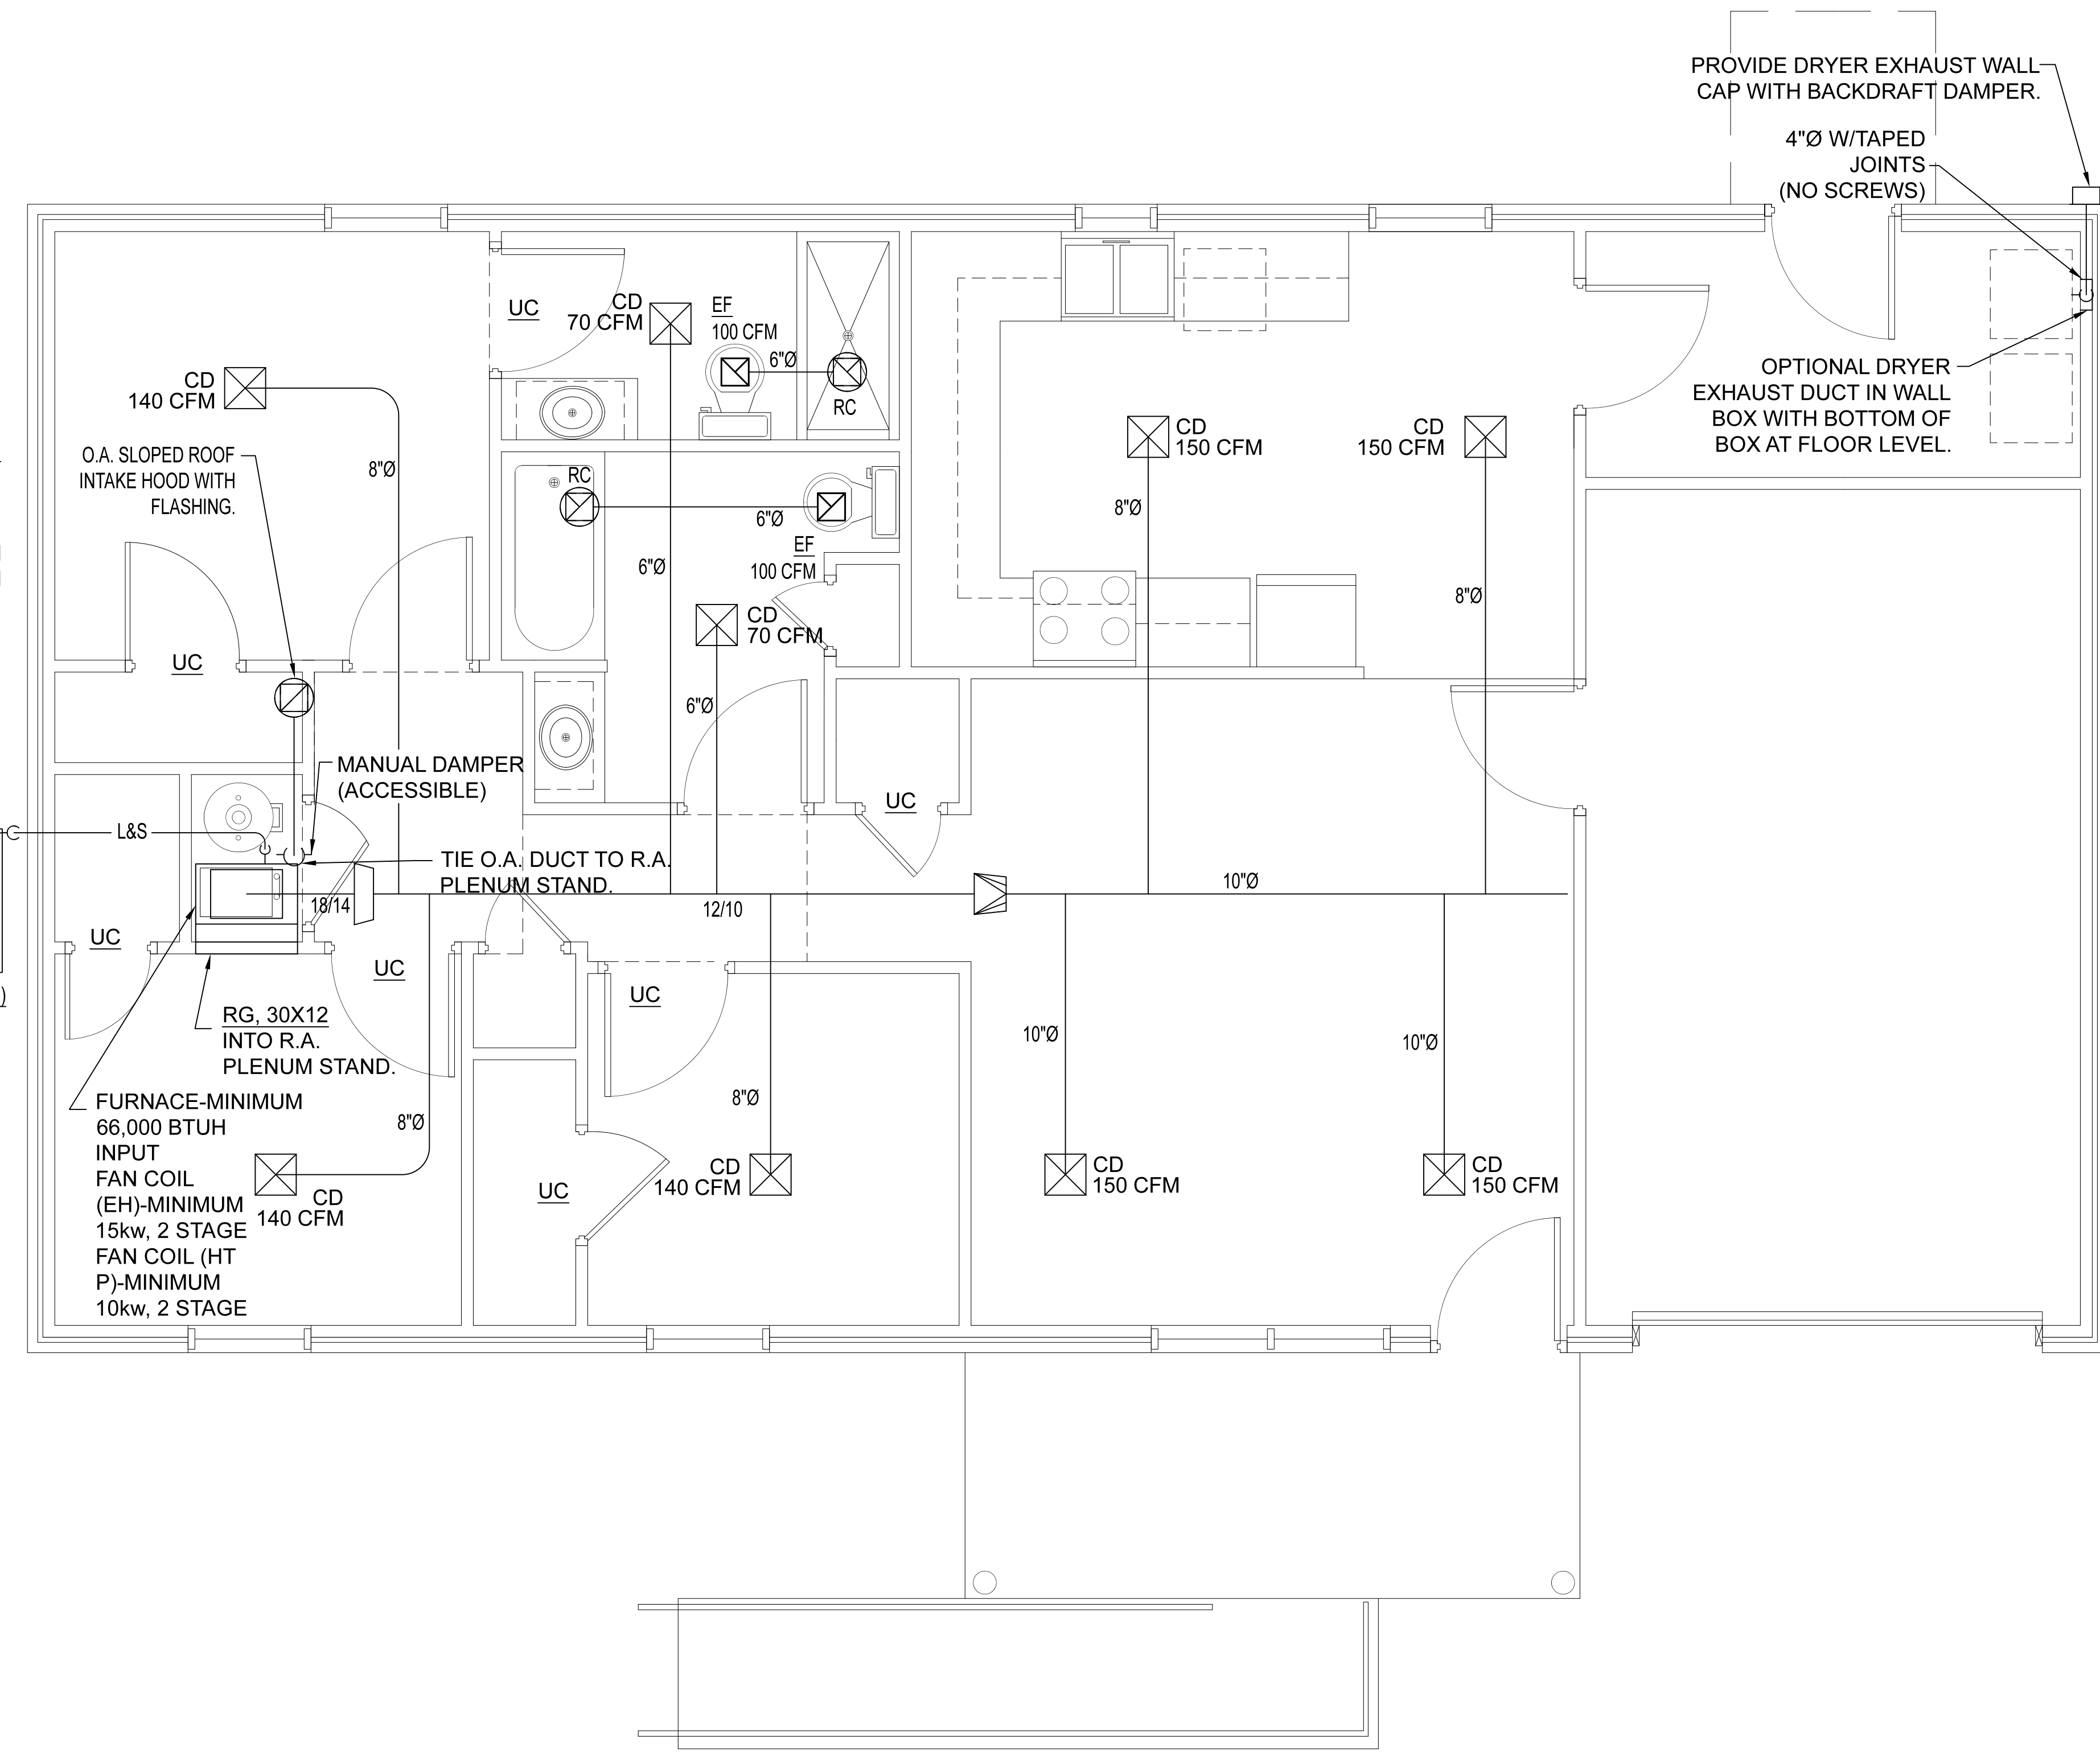 PROVIDE DRYER EXHAUST WALL
CAP WITH BACKDRAFT DAMPER.
4"Ø W/TAPED
JOINTS
(NO SCREWS)
UC
CD
70 CFM
EF
100 CFM
6"Ø
RC
CD
140 CFM
OPTIONAL DRYER
EXHAUST DUCT IN WALL
BOX WITH BOTTOM OF
BOX AT FLOOR LEVEL.
O.A. SLOPED ROOF
INTAKE HOOD WITH
FLASHING.
8"Ø
RC
6"Ø
EF
100 CFM
CD
150 CFM
CD
150 CFM
8"Ø
8"Ø
6"Ø
CD
70 CFM
6"Ø
UC
MANUAL DAMPER
(ACCESSIBLE)
UC
L&S
TIE O.A. DUCT TO R.A.
PLENUM STAND.
18/14
12/10
10"Ø
UC
UC
UC
)
RG, 30X12
INTO R.A.
PLENUM STAND.
10"Ø
10"Ø
FURNACE-MINIMUM
66,000 BTUH
INPUT
FAN COIL
(EH)-MINIMUM
15kw, 2 STAGE
FAN COIL (HT
P)-MINIMUM
10kw, 2 STAGE
8"Ø
CD
140 CFM
UC
8"Ø
CD
140 CFM
CD
150 CFM
CD
150 CFM